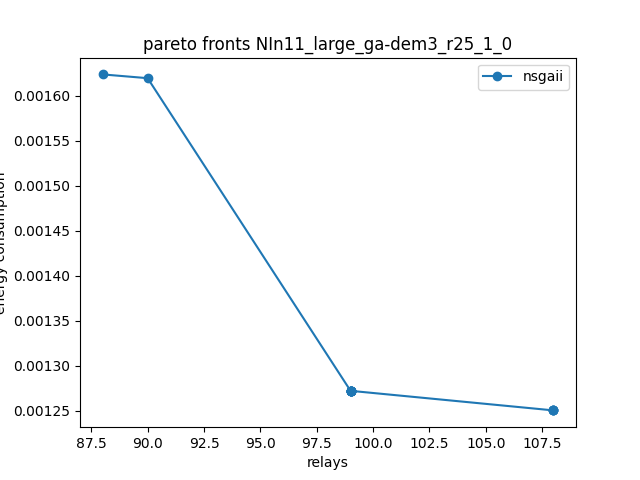 pareto fronts NIn11_large_ga-dem3_r25_1_0
nsgaii
0.00160
0.00155
0.00150
0.00145
0.00140
0.00135
0.00130
0.00125
energy consumption
87.5 90.0 92.5 95.0 97.5 100.0 102.5 105.0 107.5
relays